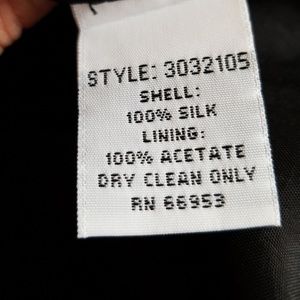 STYLE: 3032105
SHELL:
100% SILK
LINING:
100% ACETATE
DRY CLEAN ONLY
RN 66953